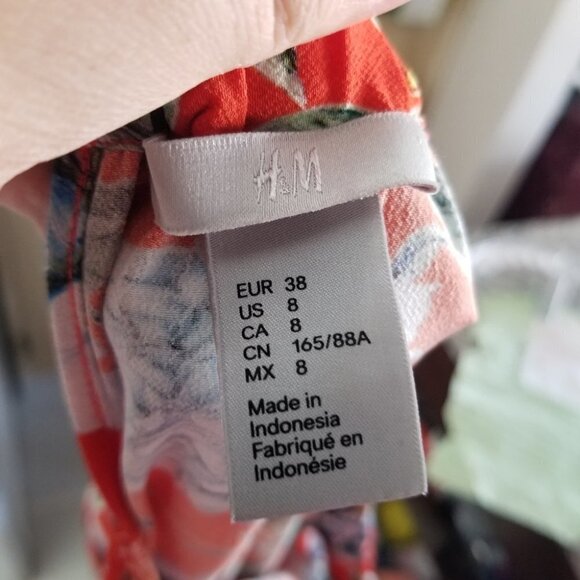 H&M
EUR 38
US 8
CA 8
CN 165/88A
MX 8
Made in
Indonesia
Fabriqué en
Indonésie